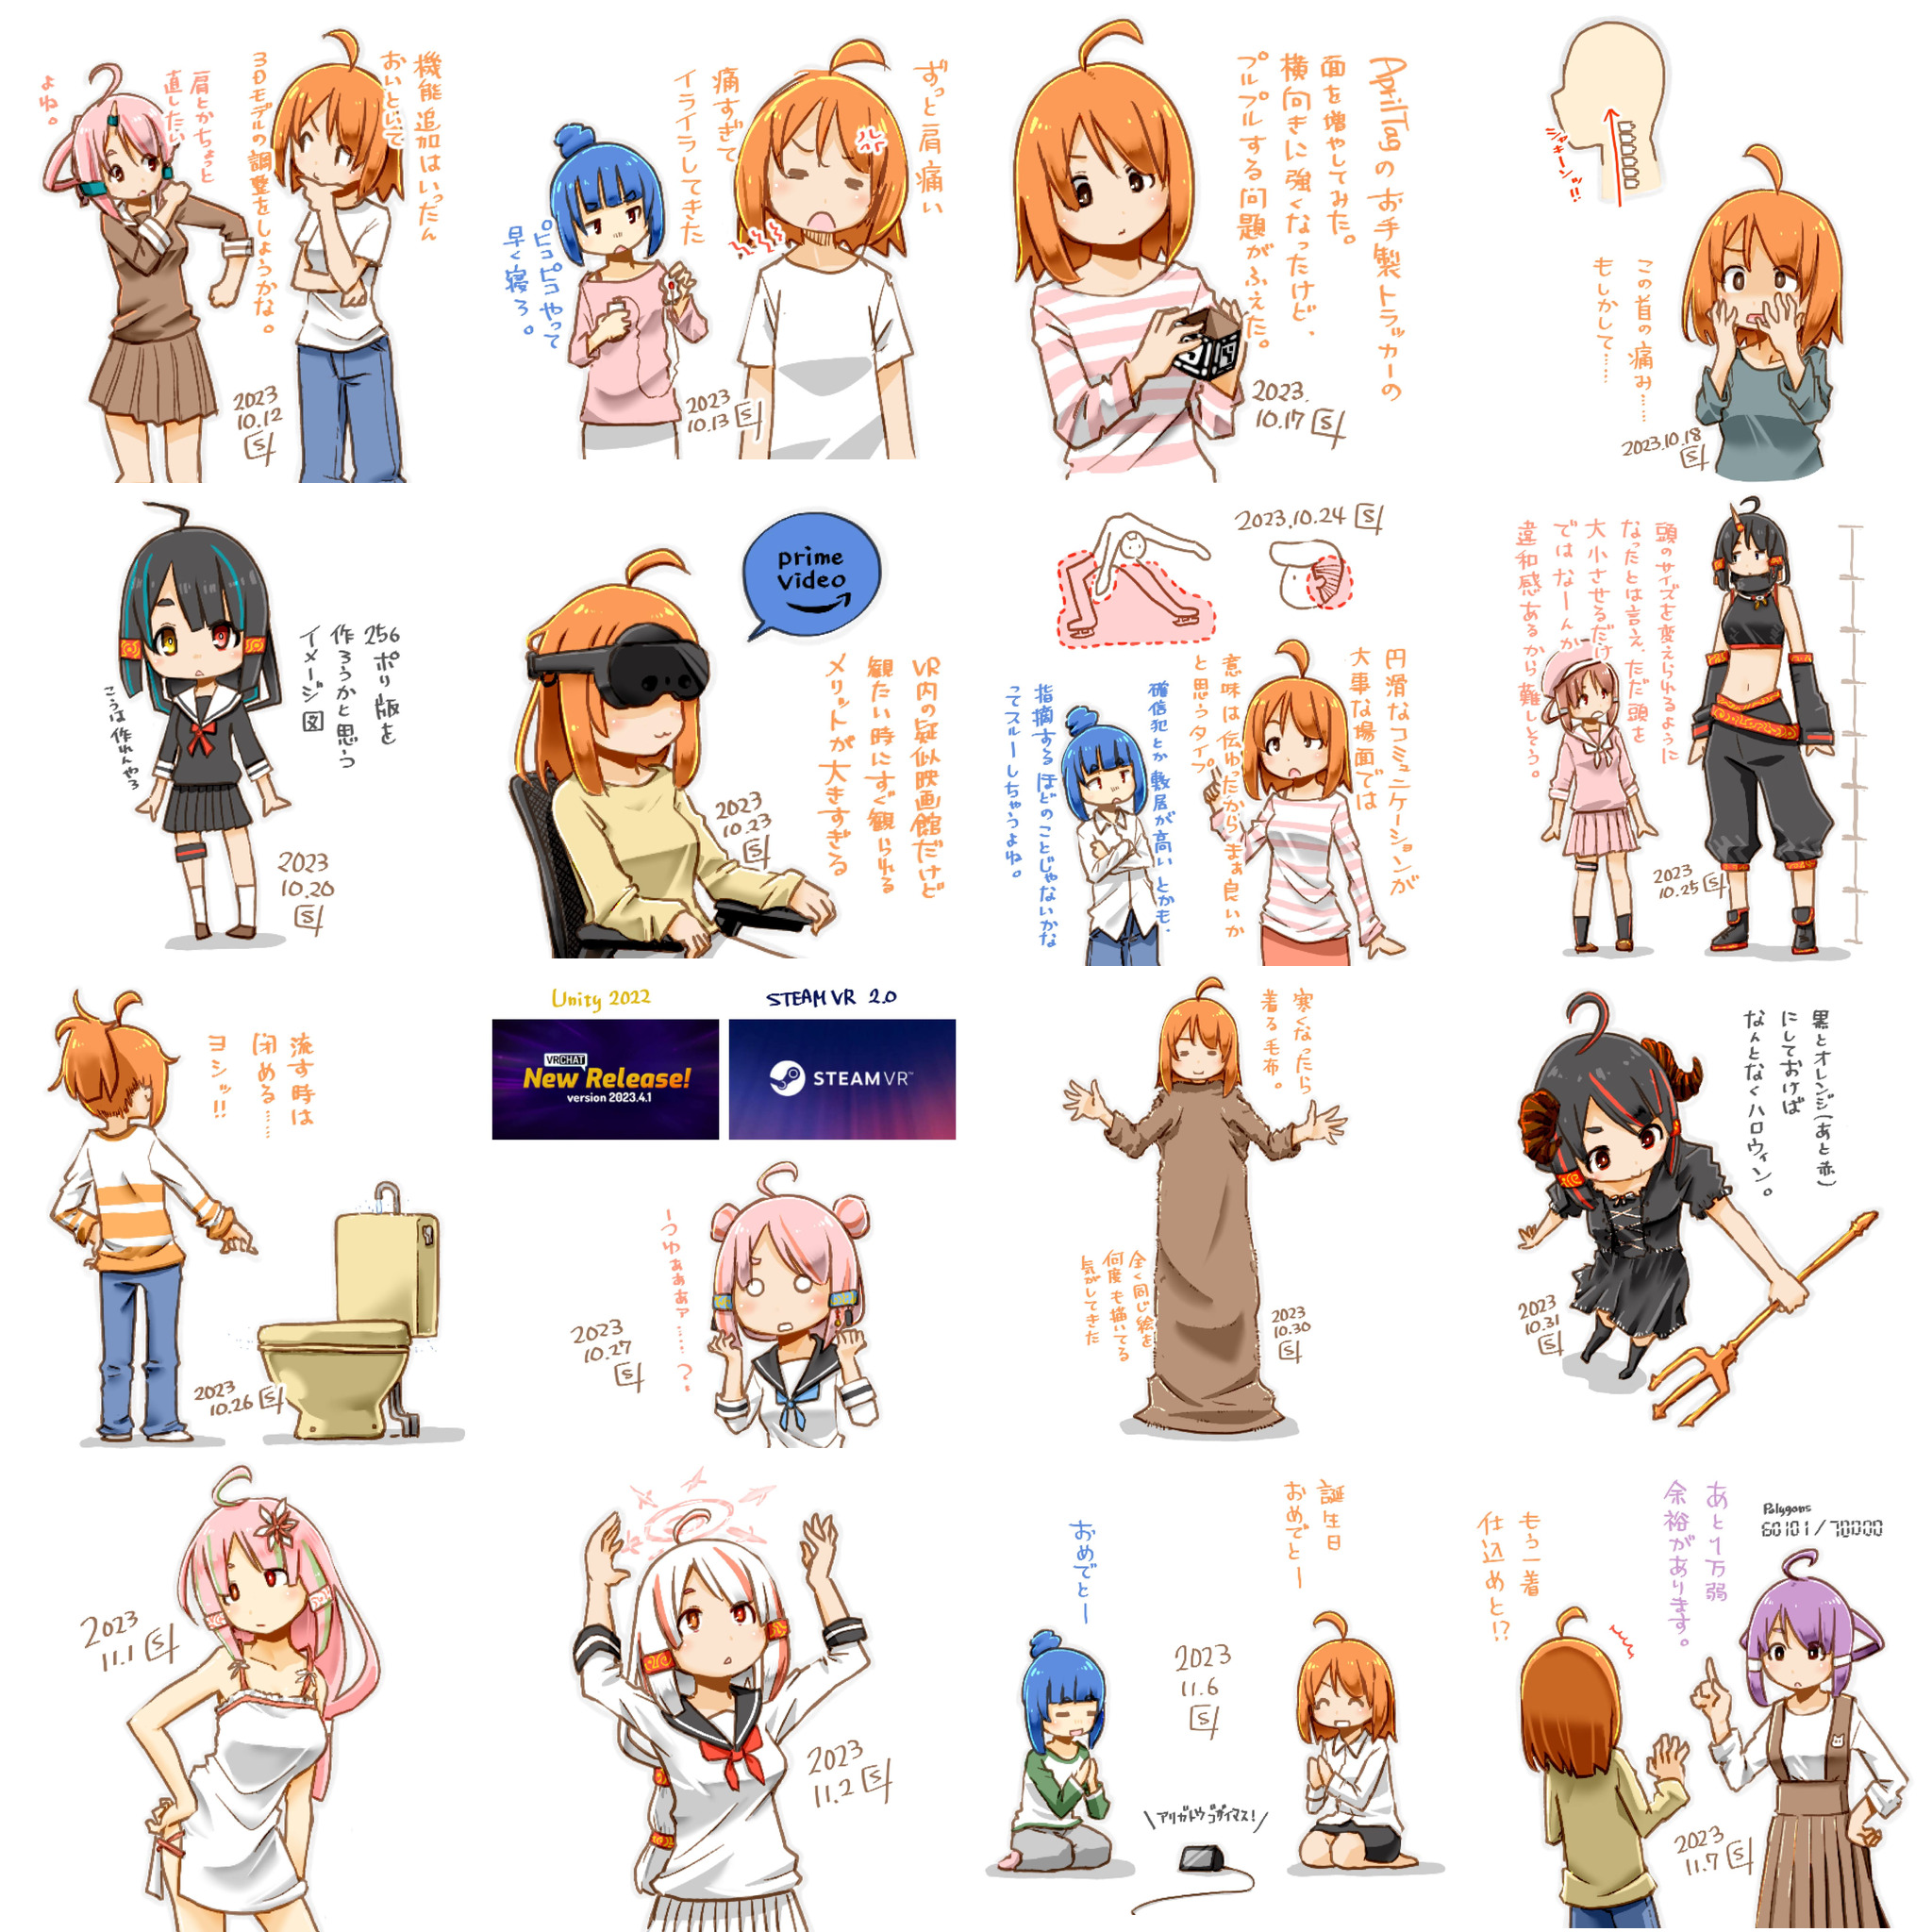 機能追加はいったん
おいといて
3Dモデルの調整をしようかな。
肩とかちょっと
直したい
よね。
2023
10.12
ずっと肩痛い
痛すぎて
イライラしてきた
ピコピコやって
早く寝ろ。
2023
10.13
AprilTagのお手製トラッカーの
面を増やしてみた。
横向きに強くなったけど、
プルプルする問題がふえた。
2023.
10.17
ジャキーンッ!!
この首の痛み……
もしかして……
2023.10.18
256ポリ版を
作ろうかと思いつ
イメージ図
こうは作れんやろ
2023
10.20
prime
video
VR内の疑似映画館だけど
観たい時にすぐ観られる
メリットが大きすぎる
2023
10.23
2023.10.24
円滑なコミュニケーションが
大事な場面では
意味は伝わったからまぁ良いか
と思うタイプ
確信犯とか敷居が高いとかも、
指摘するほどのことじゃないかな
ってスルーしちゃうよね。
頭のサイズを変えられるように
なったとは言え、ただ頭を
大小させるだけ
ではなーんか
違和感あるから難しそう。
2023
10.25
流す時は
閉める……
ヨシッ!!
2023
10.26
Unity 2022
STEAM VR 2.0
VRCHAT
New Release!
version 2023.4.1
STEAMVR™
ーつゅぁぁぁァ……?
2023
10.27
寒くなったら
着る毛布。
全く同じ絵を
何度も描いてる
気がしてきた
2023
10.30
黒とオレンジ(あと赤)
にしておけば
なんとなくハロウィン。
2023
10.31
2023
11.1
2023
11.2
誕生日
おめでとー
おめでとー
2023
11.6
\アリガトウゴザイマス!/
Polygons
60101/70000
あと1万弱
余裕があります。
もう一着
仕込めと!?
2023
11.7